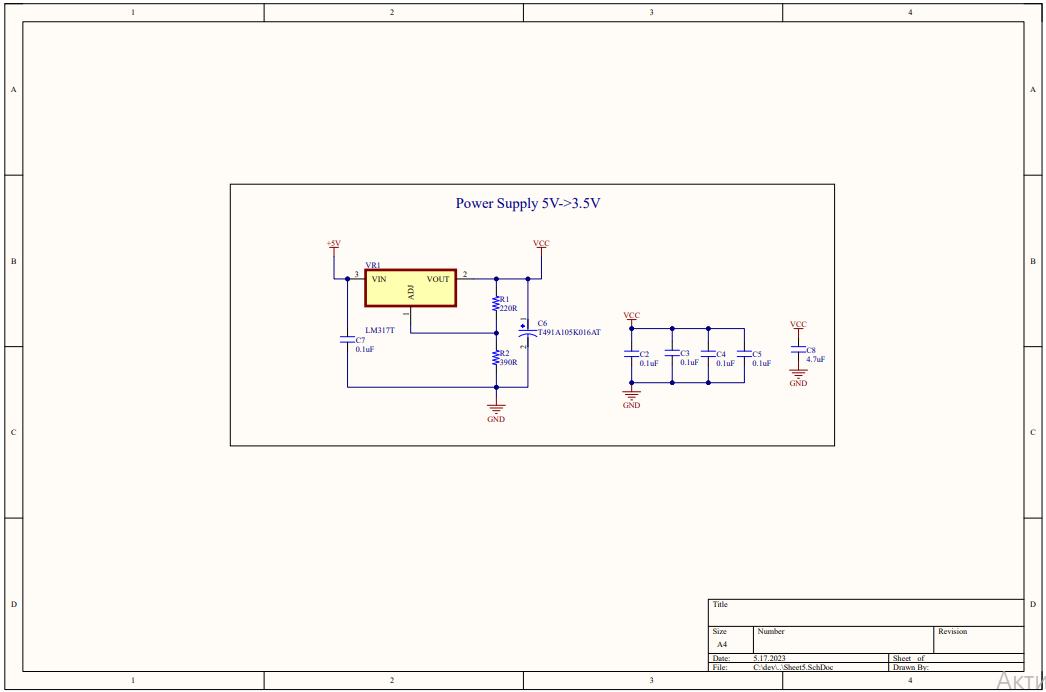 1 2 3 4
A A
Power Supply 5V->3.5V
+5V VCC
B B
VR1
3 VIN VOUT 2
ADJ
1
R1
220R
LM317T
C6
T491A105K016AT
1
2
C7
0.1uF
R2
390R
GND
VCC
C2
0.1uF
C3
0.1uF
C4
0.1uF
C5
0.1uF
GND
VCC
C8
4.7uF
GND
C C
D D
Title
Size Number Revision
A4
Date: 5.17.2023 Sheet of
File: C:\dev\..\Sheet5.SchDoc Drawn By:
1 2 3 4
Акти